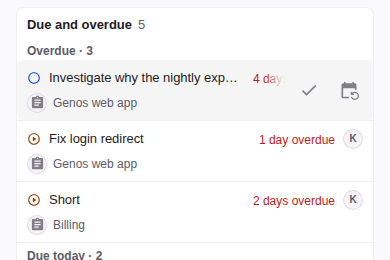 Due and overdue 5
Overdue · 3
Investigate why the nightly exp… 4 days
Genos web app
Fix login redirect 1 day overdue K
Genos web app
Short 2 days overdue K
Billing
Due today · 2